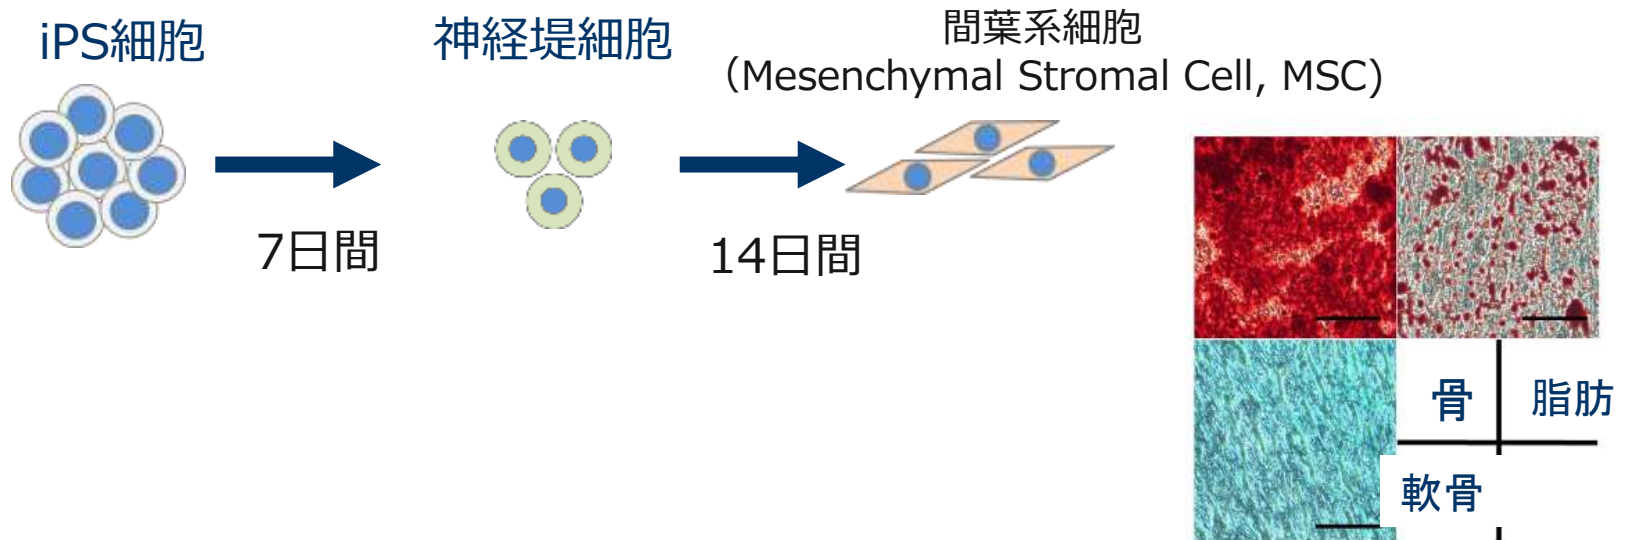 iPS細胞
神経堤細胞
間葉系細胞
（Mesenchymal Stromal Cell, MSC)
7日間
14日間
骨
脂肪
軟骨